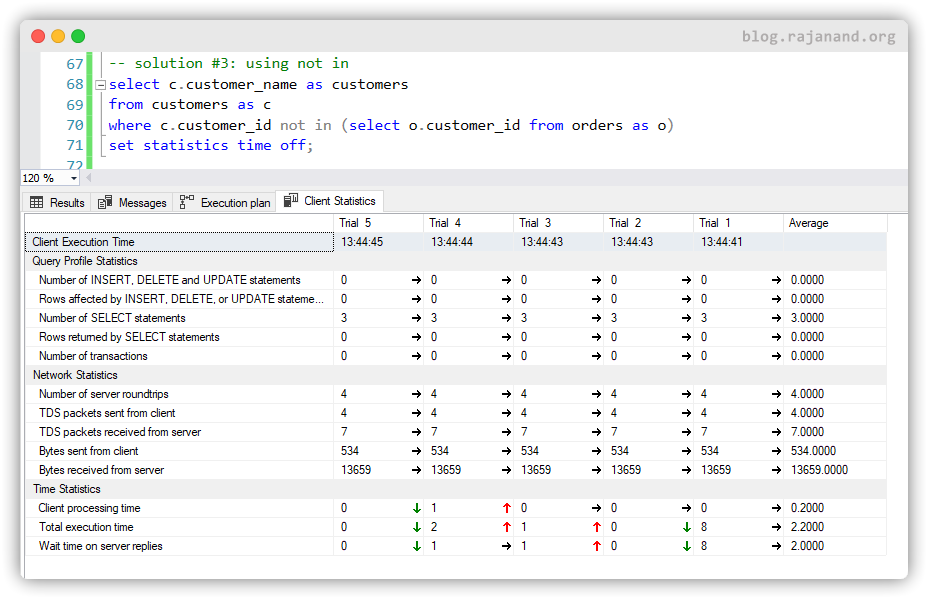 blog.rajanand.org
67 -- solution #3: using not in
68 select c.customer_name as customers
69 from customers as c
70 where c.customer_id not in (select o.customer_id from orders as o)
71 set statistics time off;
72
120 %
Results Messages Execution plan Client Statistics
Trial 5 Trial 4 Trial 3 Trial 2 Trial 1 Average
Client Execution Time 13:44:45 13:44:44 13:44:43 13:44:43 13:44:41
Query Profile Statistics
Number of INSERT, DELETE and UPDATE statements 0 → 0 → 0 → 0 → 0 → 0.0000
Rows affected by INSERT, DELETE, or UPDATE stateme... 0 → 0 → 0 → 0 → 0 → 0.0000
Number of SELECT statements 3 → 3 → 3 → 3 → 3 → 3.0000
Rows returned by SELECT statements 0 → 0 → 0 → 0 → 0 → 0.0000
Number of transactions 0 → 0 → 0 → 0 → 0 → 0.0000
Network Statistics
Number of server roundtrips 4 → 4 → 4 → 4 → 4 → 4.0000
TDS packets sent from client 4 → 4 → 4 → 4 → 4 → 4.0000
TDS packets received from server 7 → 7 → 7 → 7 → 7 → 7.0000
Bytes sent from client 534 → 534 → 534 → 534 → 534 → 534.0000
Bytes received from server 13659 → 13659 → 13659 → 13659 → 13659 → 13659.0000
Time Statistics
Client processing time 0 ↓ 1 ↑ 0 → 0 → 0 → 0.2000
Total execution time 0 ↓ 2 ↑ 1 ↑ 0 ↓ 8 → 2.2000
Wait time on server replies 0 ↓ 1 → 1 ↑ 0 ↓ 8 → 2.0000